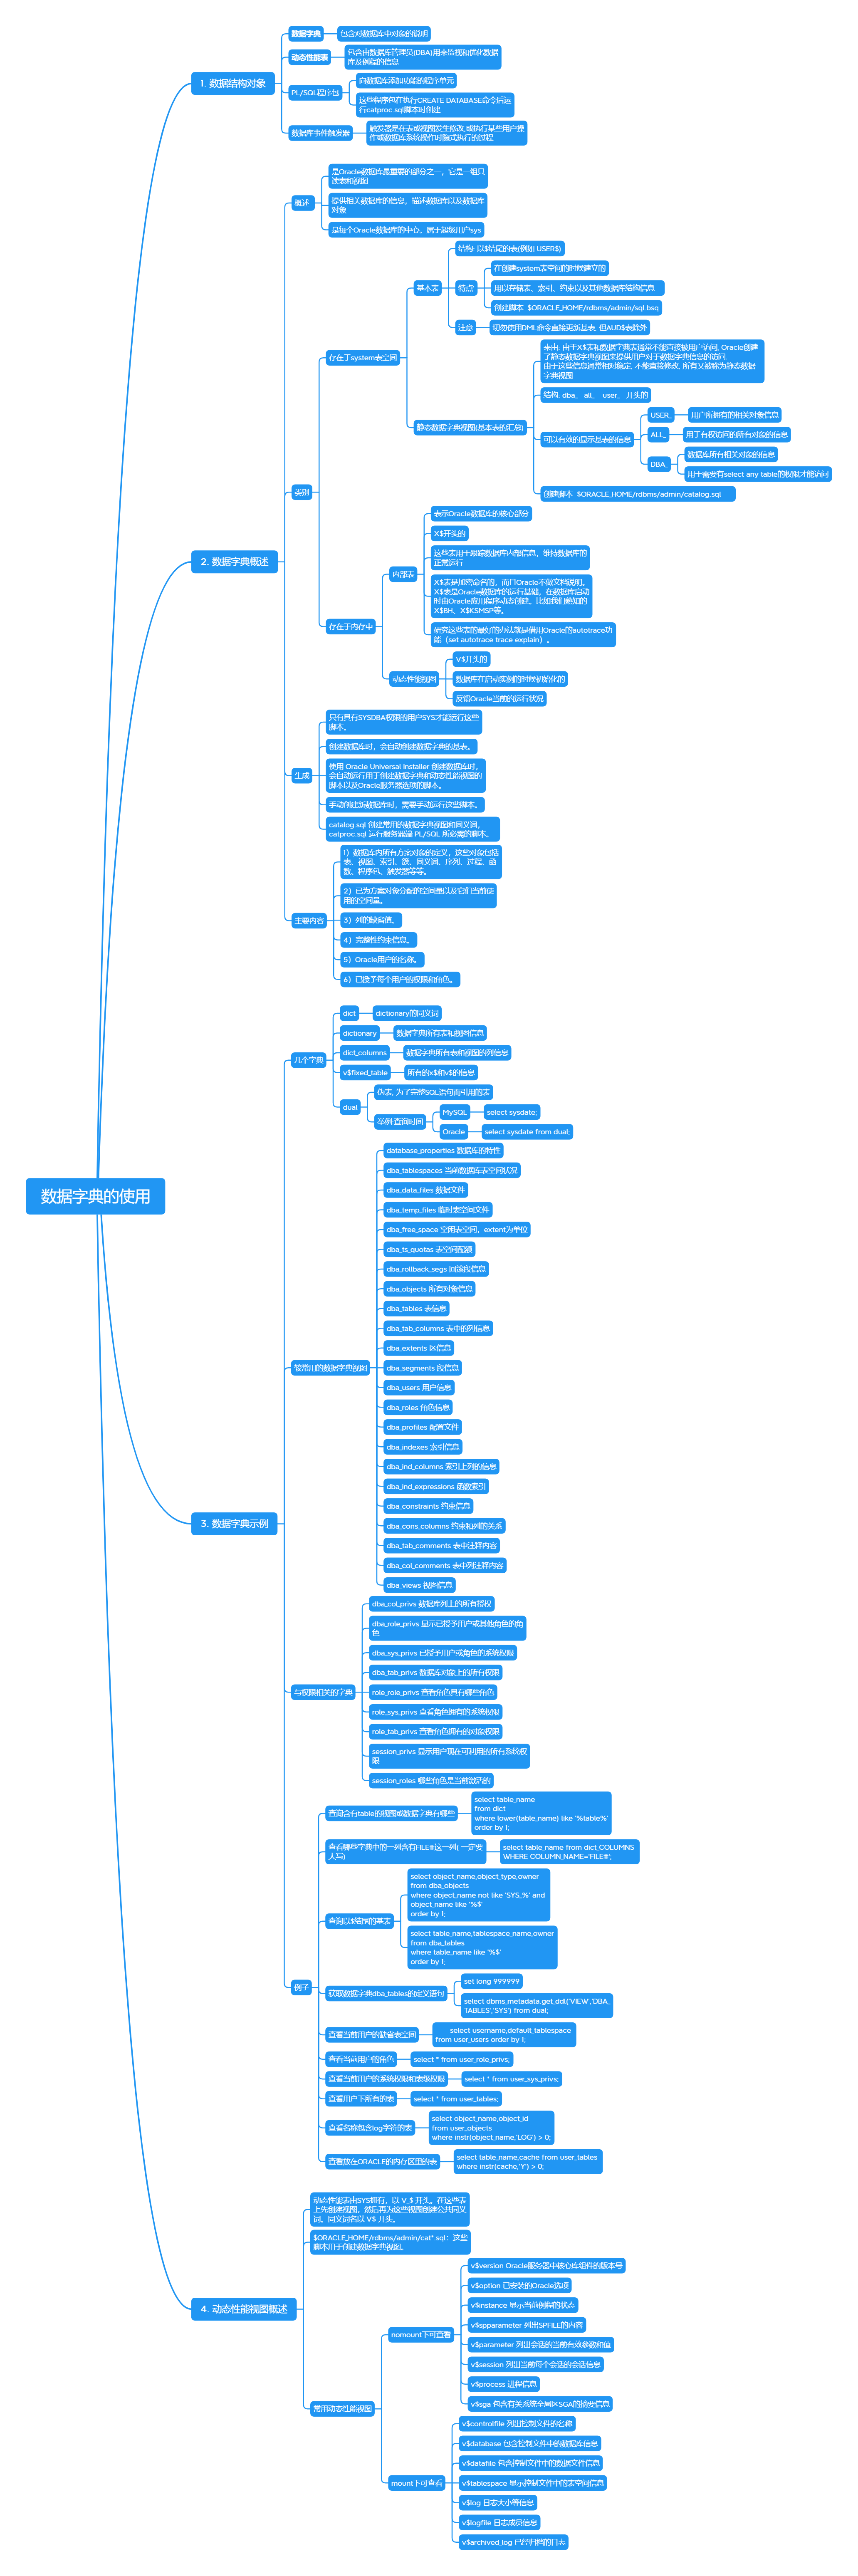 数据字典的使用
1. 数据结构对象
数据字典
包含对数据库中对象的说明
动态性能表
包含由数据库管理员(DBA)用来监视和优化数据
库及例程的信息
PL/SQL程序包
向数据库添加功能的程序单元
这些程序包在执行CREATE DATABASE命令后运
行catproc.sql脚本时创建
数据库事件触发器
触发器是在表或视图发生修改,或执行某些用户操
作或数据库系统操作时隐式执行的过程
2. 数据字典概述
概述
是Oracle数据库最重要的部分之一，它是一组只
读表和视图
提供相关数据库的信息，描述数据库以及数据库
对象
是每个Oracle数据库的中心。属于超级用户sys
类别
存在于system表空间
基本表
结构: 以$结尾的表(例如 USER$)
特点'
在创建system表空间的时候建立的
用以存储表、索引、约束以及其他数据库结构信息
创建脚本 $ORACLE_HOME/rdbms/admin/sql.bsq
注意
切勿使用DML命令直接更新基表, 但AUD$表除外
静态数据字典视图(基本表的汇总)
来由: 由于X$表和数据字典表通常不能直接被用户访问, Oracle创建
了静态数据字典视图来提供用户对于数据字典信息的访问.
由于这些信息通常相对稳定, 不能直接修改, 所有又被称为静态数据
字典视图
结构: dba_ all_ user_ 开头的
可以有效的显示基表的信息
USER_
用户所拥有的相关对象信息
ALL_
用于有权访问的所有对象的信息
DBA_
数据库所有相关对象的信息
用于需要有select any table的权限才能访问
创建脚本 $ORACLE_HOME/rdbms/admin/catalog.sql
存在于内存中
内部表
表示Oracle数据库的核心部分
X$开头的
这些表用于跟踪数据库内部信息，维持数据库的
正常运行
X$表是加密命名的，而且Oracle不做文档说明。
X$表是Oracle数据库的运行基础，在数据库启动
时由Oracle应用程序动态创建。比如我们熟知的
X$BH、X$KSMSP等。
研究这些表的最好的办法就是借用Oracle的autotrace功
能（set autotrace trace explain）。
动态性能视图
V$开头的
数据库在启动实例的时候初始化的
反馈Oracle当前的运行状况
生成
只有具有SYSDBA权限的用户SYS才能运行这些
脚本。
创建数据库时，会自动创建数据字典的基表。
使用 Oracle Universal Installer 创建数据库时，
会自动运行用于创建数据字典和动态性能视图的
脚本以及Oracle服务器选项的脚本。
手动创建新数据库时，需要手动运行这些脚本。
catalog.sql 创建常用的数据字典视图和同义词，
catproc.sql 运行服务器端 PL/SQL 所必需的脚本。
主要内容
1）数据库内所有方案对象的定义，这些对象包括
表、视图、索引、簇、同义词、序列、过程、函
数、程序包、触发器等等。
2）已为方案对象分配的空间量以及它们当前使
用的空间量。
3）列的缺省值。
4）完整性约束信息。
5）Oracle用户的名称。
6）已授予每个用户的权限和角色。
3. 数据字典示例
几个字典
dict
dictionary的同义词
dictionary
数据字典所有表和视图信息
dict_columns
数据字典所有表和视图的列信息
v$fixed_table
所有的x$和v$的信息
dual
伪表, 为了完整SQL语句而引用的表
举例:查询时间
MySQL
select sysdate;
Oracle
select sysdate from dual;
较常用的数据字典视图
database_properties 数据库的特性
dba_tablespaces 当前数据库表空间状况
dba_data_files 数据文件
dba_temp_files 临时表空间文件
dba_free_space 空闲表空间，extent为单位
dba_ts_quotas 表空间配额
dba_rollback_segs 回滚段信息
dba_objects 所有对象信息
dba_tables 表信息
dba_tab_columns 表中的列信息
dba_extents 区信息
dba_segments 段信息
dba_users 用户信息
dba_roles 角色信息
dba_profiles 配置文件
dba_indexes 索引信息
dba_ind_columns 索引上列的信息
dba_ind_expressions 函数索引
dba_constraints 约束信息
dba_cons_columns 约束和列的关系
dba_tab_comments 表中注释内容
dba_col_comments 表中列注释内容
dba_views 视图信息
与权限相关的字典
dba_col_privs 数据库列上的所有授权
dba_role_privs 显示已授予用户或其他角色的角
色
dba_sys_privs 已授予用户或角色的系统权限
dba_tab_privs 数据库对象上的所有权限
role_role_privs 查看角色具有哪些角色
role_sys_privs 查看角色拥有的系统权限
role_tab_privs 查看角色拥有的对象权限
session_privs 显示用户现在可利用的所有系统权
限
session_roles 哪些角色是当前激活的
例子
查询含有table的视图或数据字典有哪些
select table_name
from dict
where lower(table_name) like '%table%'
order by 1;
查看哪些字典中的一列含有FILE#这一列( 一定要
大写)
select table_name from dict_COLUMNS
WHERE COLUMN_NAME='FILE#';
查询以$结尾的基表
select object_name,object_type,owner
from dba_objects
where object_name not like 'SYS_%' and
object_name like '%$'
order by 1;
select table_name,tablespace_name,owner
from dba_tables
where table_name like '%$'
order by 1;
获取数据字典dba_tables的定义语句
set long 999999
select dbms_metadata.get_ddl('VIEW','DBA_
TABLES','SYS') from dual;
查看当前用户的缺省表空间
select username,default_tablespace
from user_users order by 1;
查看当前用户的角色
select * from user_role_privs;
查看当前用户的系统权限和表级权限
select * from user_sys_privs;
查看用户下所有的表
select * from user_tables;
查看名称包含log字符的表
select object_name,object_id
from user_objects
where instr(object_name,'LOG') > 0;
查看放在ORACLE的内存区里的表
select table_name,cache from user_tables
where instr(cache,'Y') > 0;
4. 动态性能视图概述
动态性能表由SYS拥有，以 V_$ 开头。在这些表
上先创建视图，然后再为这些视图创建公共同义
词。同义词名以 V$ 开头。
$ORACLE_HOME/rdbms/admin/cat*.sql：这些
脚本用于创建数据字典视图。
常用动态性能视图
nomount下可查看
v$version Oracle服务器中核心库组件的版本号
v$option 已安装的Oracle选项
v$instance 显示当前例程的状态
v$spparameter 列出SPFILE的内容
v$parameter 列出会话的当前有效参数和值
v$session 列出当前每个会话的会话信息
v$process 进程信息
v$sga 包含有关系统全局区SGA的摘要信息
mount下可查看
v$controlfile 列出控制文件的名称
v$database 包含控制文件中的数据库信息
v$datafile 包含控制文件中的数据文件信息
v$tablespace 显示控制文件中的表空间信息
v$log 日志大小等信息
v$logfile 日志成员信息
v$archived_log 已经归档的日志